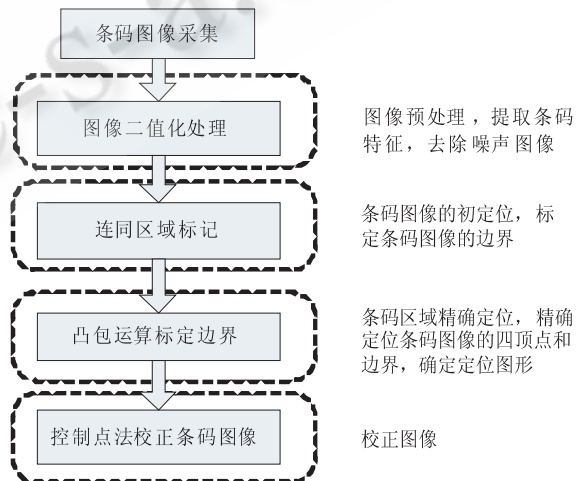 条码图像采集
图像二值化处理
图像预处理，提取条码
特征，去除噪声图像
连同区域标记
条码图像的初定位，标
定条码图像的边界
凸包运算标定边界
条码区域精确定位，精确
定位条码图像的四顶点和
边界，确定定位图形
控制点法校正条码图像
校正图像